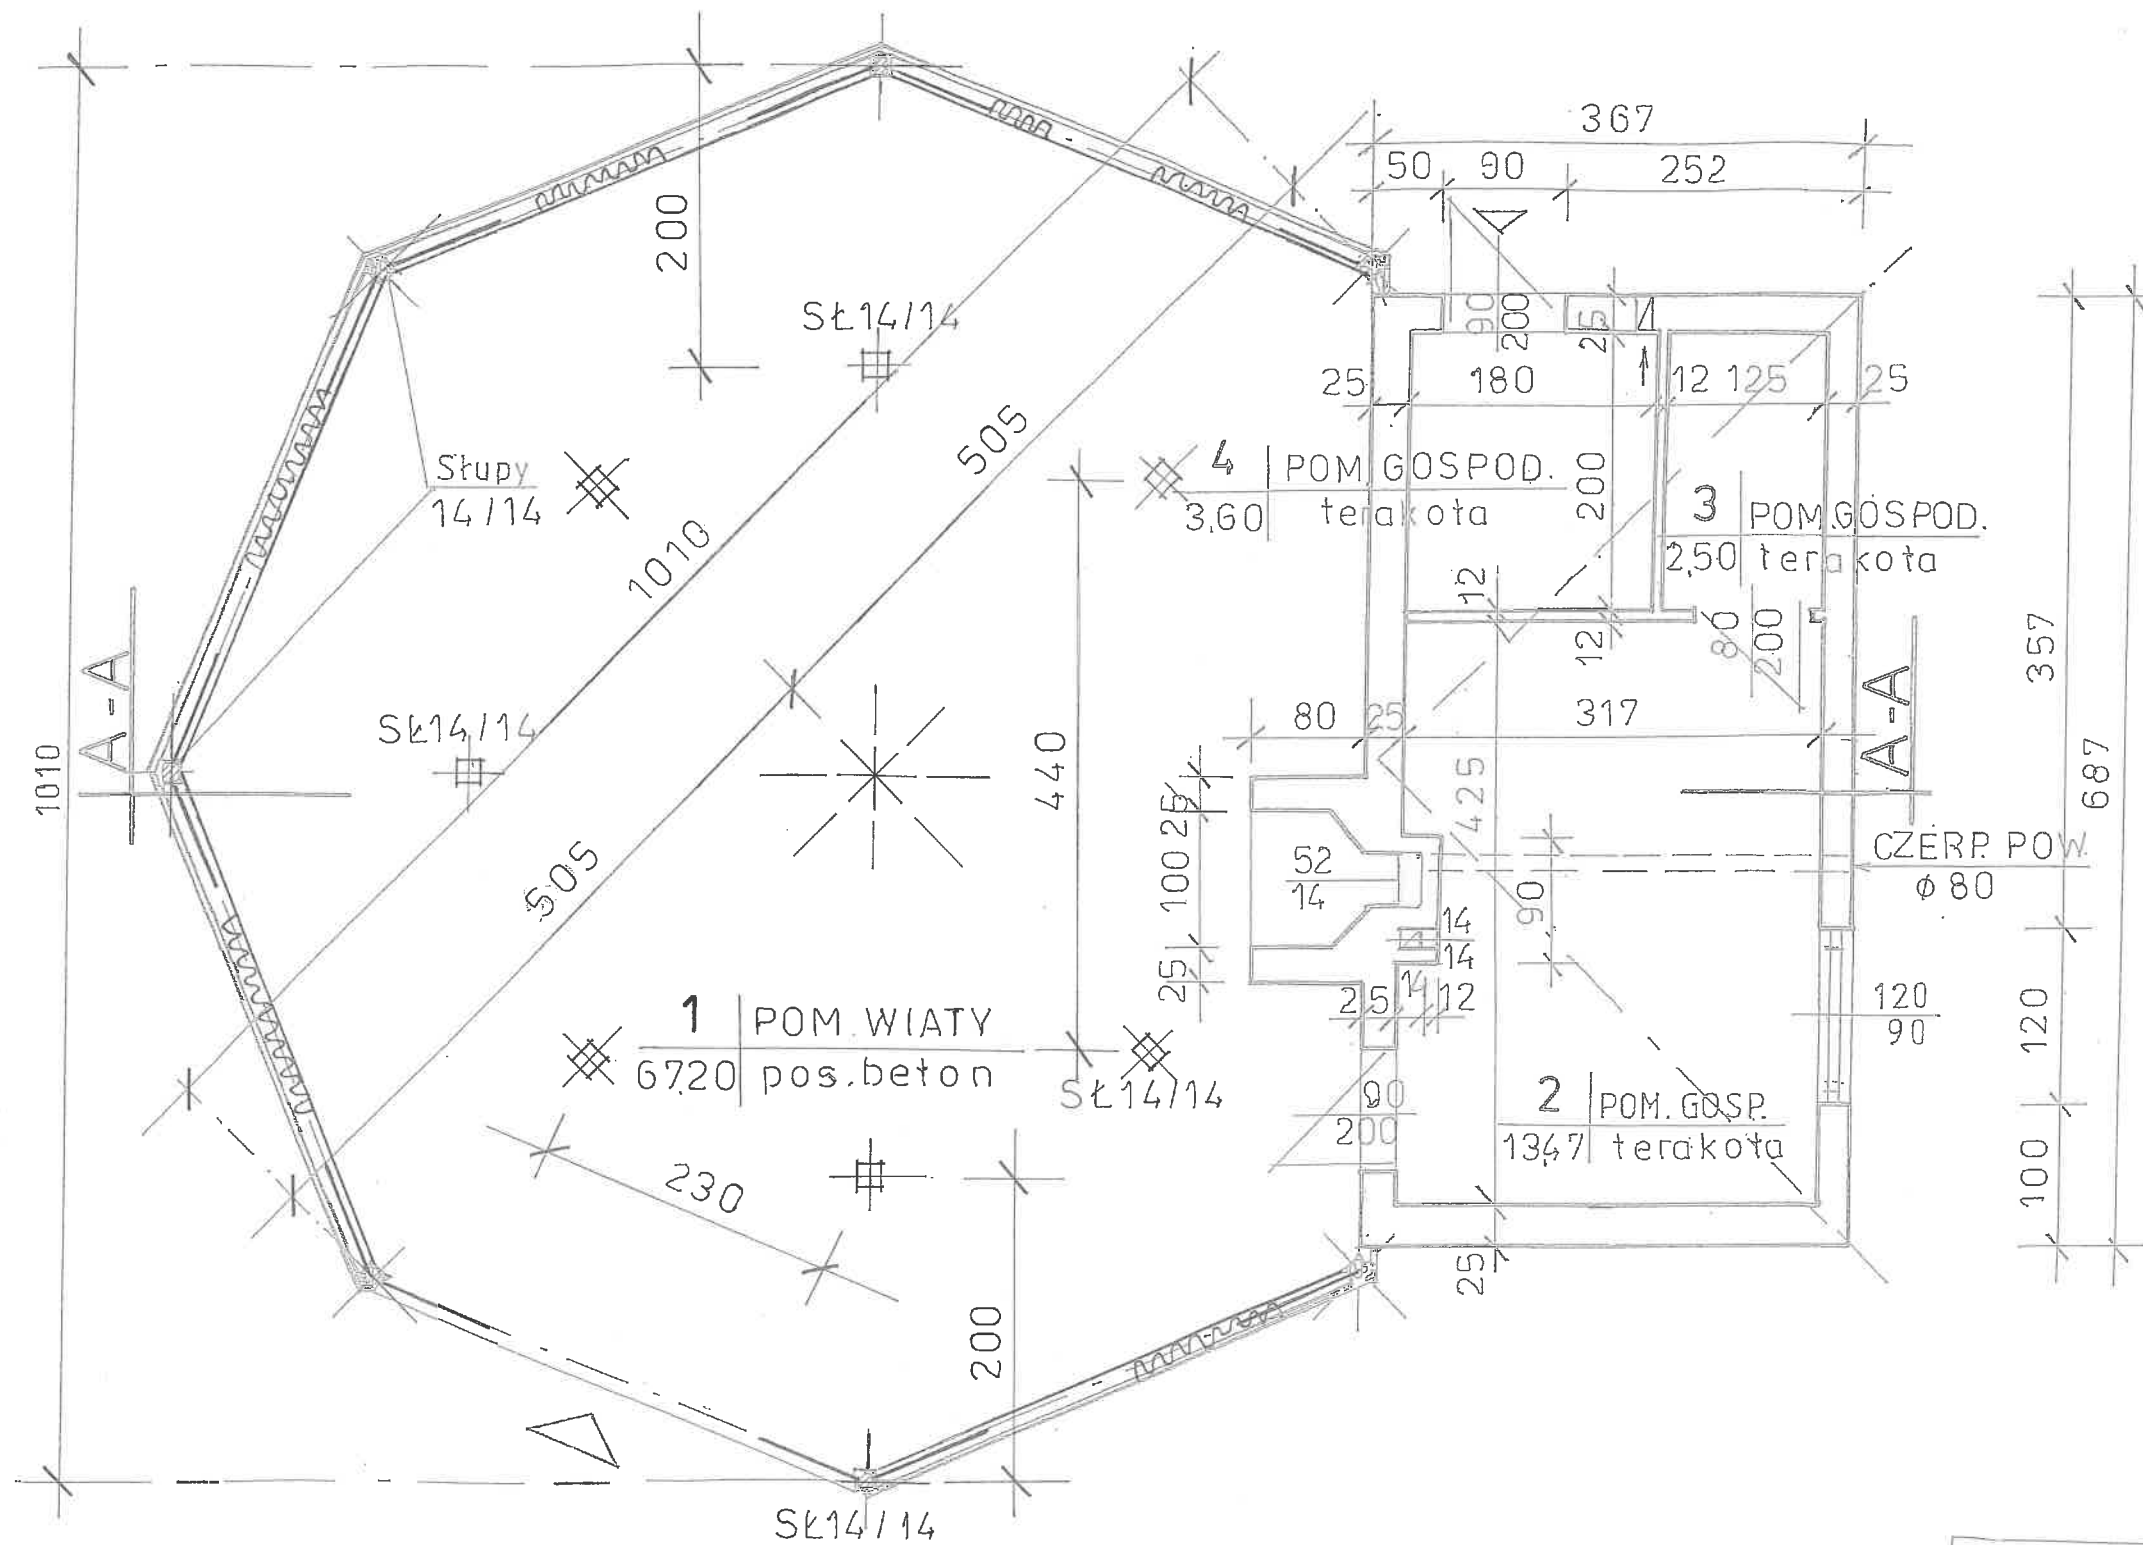 367
50 90 252
200
SŁ14/14
90
200
25
25 180 12 125 25
505
Słupy
14/14
1010
4 POM. GOSPOD.
3,60 terakota
200
3 POM.GOSPOD.
2,50 terakota
12
12
80
200
357
A-A
A-A
SŁ14/14
80 25 317
1010
440
425
687
25
100
52
14
90
CZERP. POW.
ϕ 80
505
14
14
25
25 14 12
120
90
120
1 POM. WIATY
67,20 pos.beton
SŁ14/14
90
200
2 POM. GOSP.
13,47 terakota
100
230
25
200
SŁ14/14